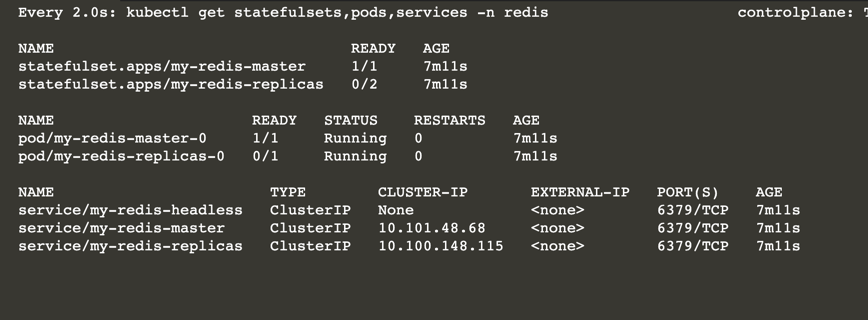 Every 2.0s: kubectl get statefulsets,pods,services -n redis controlplane:
NAME READY AGE
statefulset.apps/my-redis-master 1/1 7m11s
statefulset.apps/my-redis-replicas 0/2 7m11s
NAME READY STATUS RESTARTS AGE
pod/my-redis-master-0 1/1 Running 0 7m11s
pod/my-redis-replicas-0 0/1 Running 0 7m11s
NAME TYPE CLUSTER-IP EXTERNAL-IP PORT(S) AGE
service/my-redis-headless ClusterIP None <none> 6379/TCP 7m11s
service/my-redis-master ClusterIP 10.101.48.68 <none> 6379/TCP 7m11s
service/my-redis-replicas ClusterIP 10.100.148.115 <none> 6379/TCP 7m11s